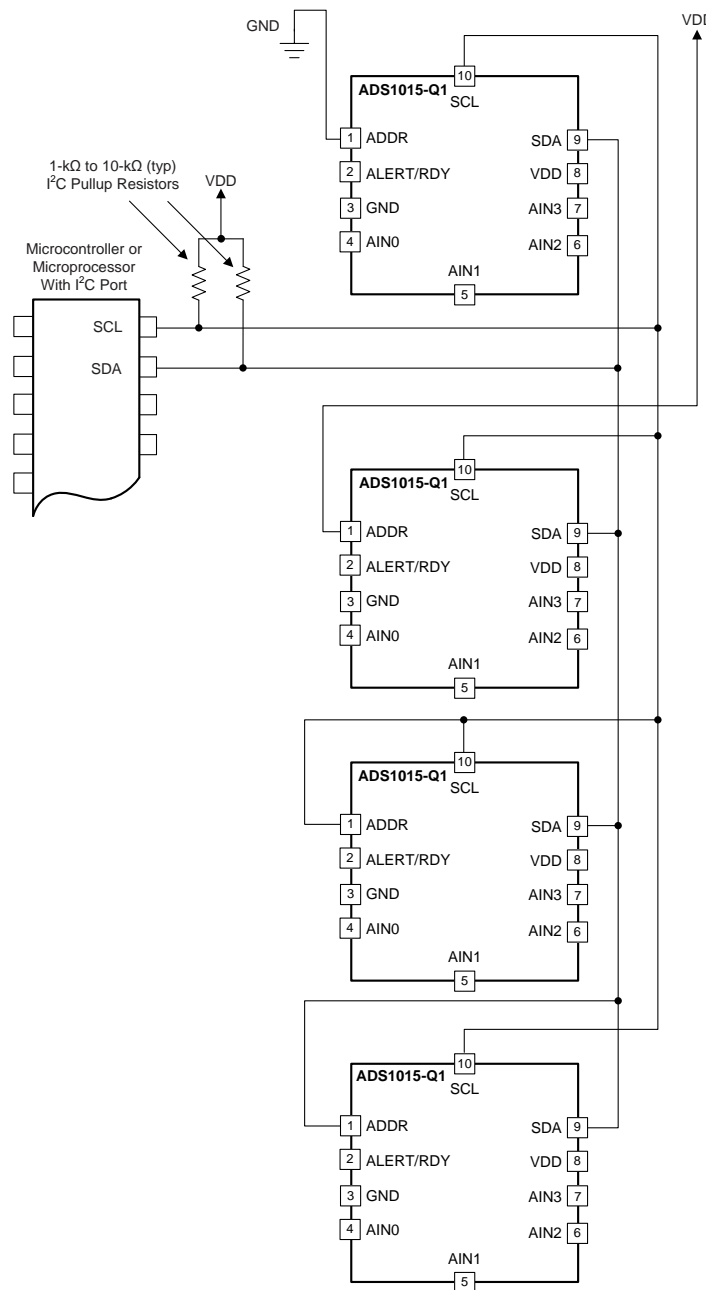 GND
VDD
10
ADS1015-Q1
SCL
1 ADDR
SDA 9
2 ALERT/RDY
VDD 8
3 GND
AIN3 7
4 AIN0
AIN2 6
AIN1
5
1-kΩ to 10-kΩ (typ)
I²C Pullup Resistors
VDD
Microcontroller or
Microprocessor
With I²C Port
SCL
SDA
10
ADS1015-Q1
SCL
1 ADDR
SDA 9
2 ALERT/RDY
VDD 8
3 GND
AIN3 7
4 AIN0
AIN2 6
AIN1
5
10
ADS1015-Q1
SCL
1 ADDR
SDA 9
2 ALERT/RDY
VDD 8
3 GND
AIN3 7
4 AIN0
AIN2 6
AIN1
5
10
ADS1015-Q1
SCL
1 ADDR
SDA 9
2 ALERT/RDY
VDD 8
3 GND
AIN3 7
4 AIN0
AIN2 6
AIN1
5